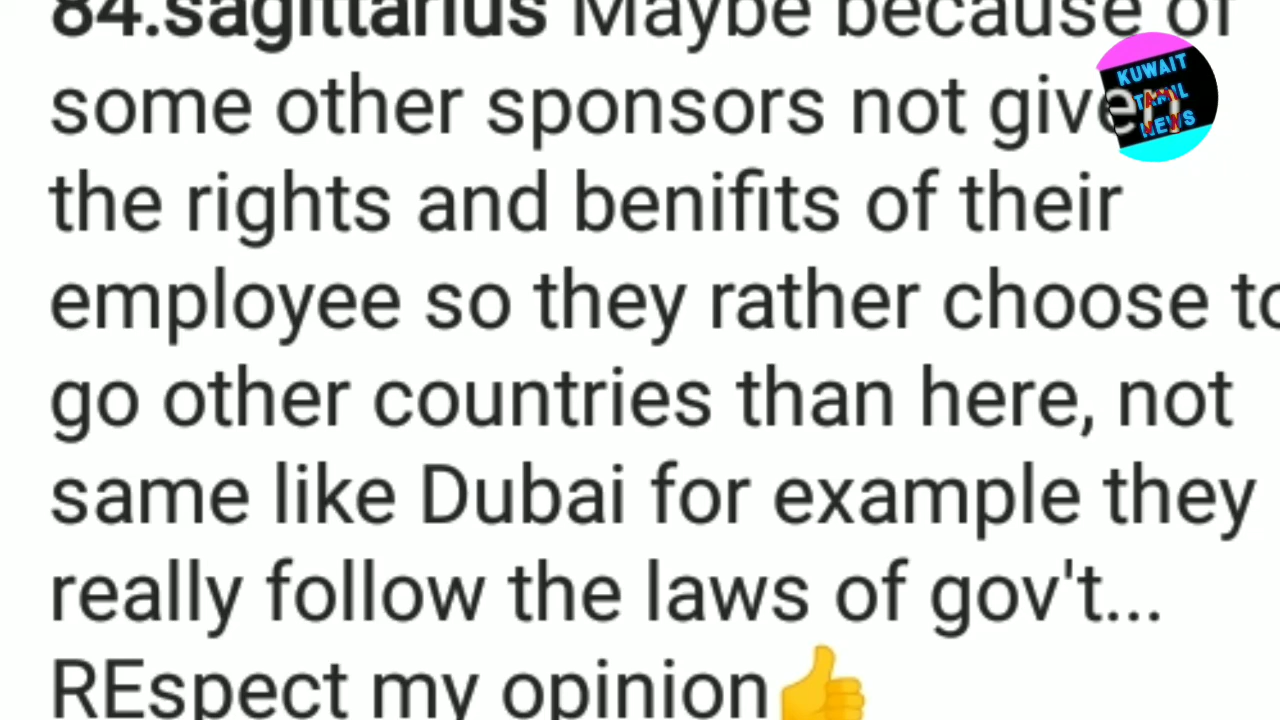 84.sagittarius Maybe because of
some other sponsors not given
the rights and benifits of their
employee so they rather choose to
go other countries than here, not
same like Dubai for example they
really follow the laws of gov't...
REspect my opinion👍
KUWAIT
TAMIL
NEWS